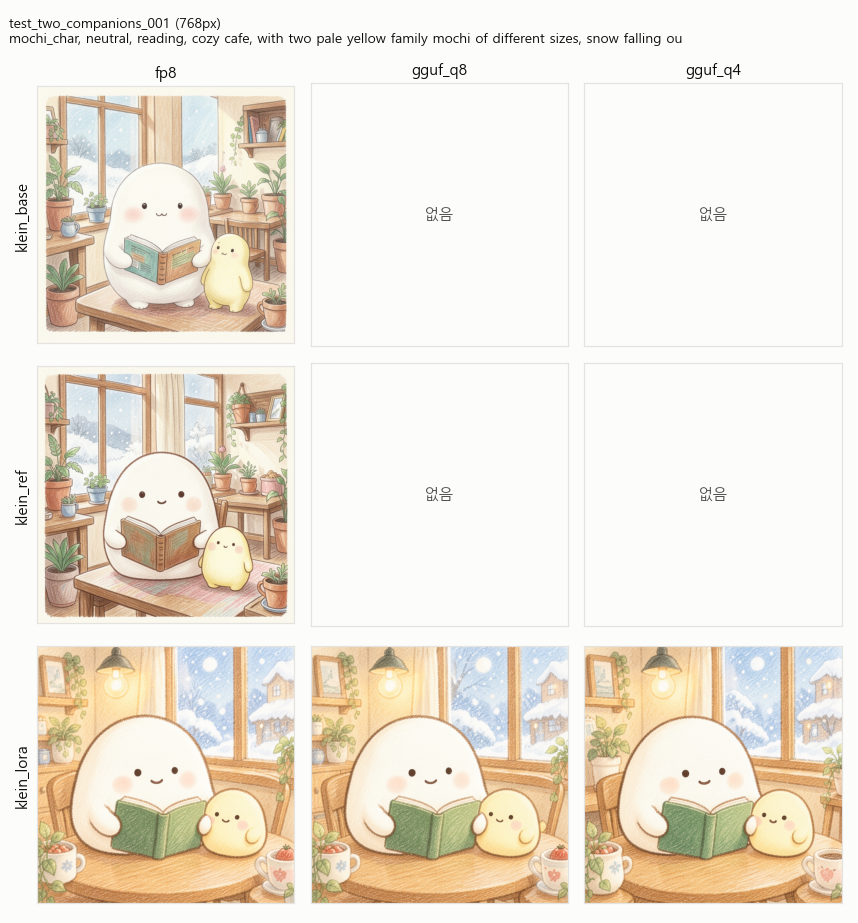 test_two_companions_001 (768px)
mochi_char, neutral, reading, cozy cafe, with two pale yellow family mochi of different sizes, snow falling ou
fp8
gguf_q8
gguf_q4
klein_base
없음
없음
klein_ref
없음
없음
klein_lora